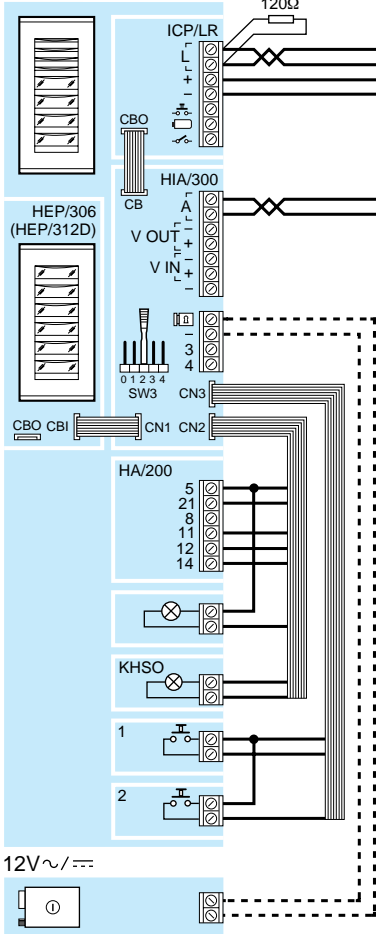 120Ω
ICP/LR
L
+
−
CBO
CB
HIA/300
A
−
V OUT
+
−
V IN
+
−
HEP/306
(HEP/312D)
−
3
4
0 1 2 3 4
SW3
CN3
CBO CBI
CN1 CN2
HA/200
5
21
8
11
12
14
KHSO
1
2
12V~/⎓